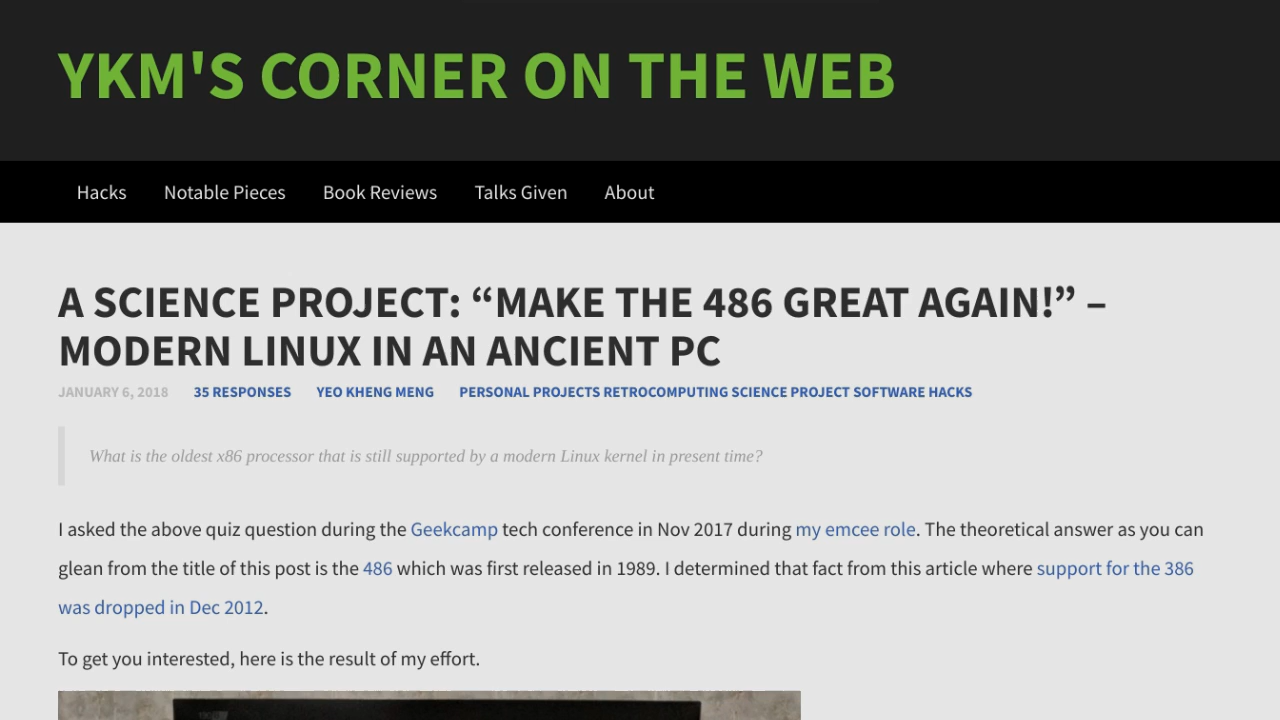 YKM'S CORNER ON THE WEB
Hacks Notable Pieces Book Reviews Talks Given About
A SCIENCE PROJECT: “MAKE THE 486 GREAT AGAIN!” –
MODERN LINUX IN AN ANCIENT PC
JANUARY 6, 2018 35 RESPONSES YEO KHENG MENG PERSONAL PROJECTS RETROCOMPUTING SCIENCE PROJECT SOFTWARE HACKS
What is the oldest x86 processor that is still supported by a modern Linux kernel in present time?
I asked the above quiz question during the Geekcamp tech conference in Nov 2017 during my emcee role. The theoretical answer as you can
glean from the title of this post is the 486 which was first released in 1989. I determined that fact from this article where support for the 386
was dropped in Dec 2012.
To get you interested, here is the result of my effort.